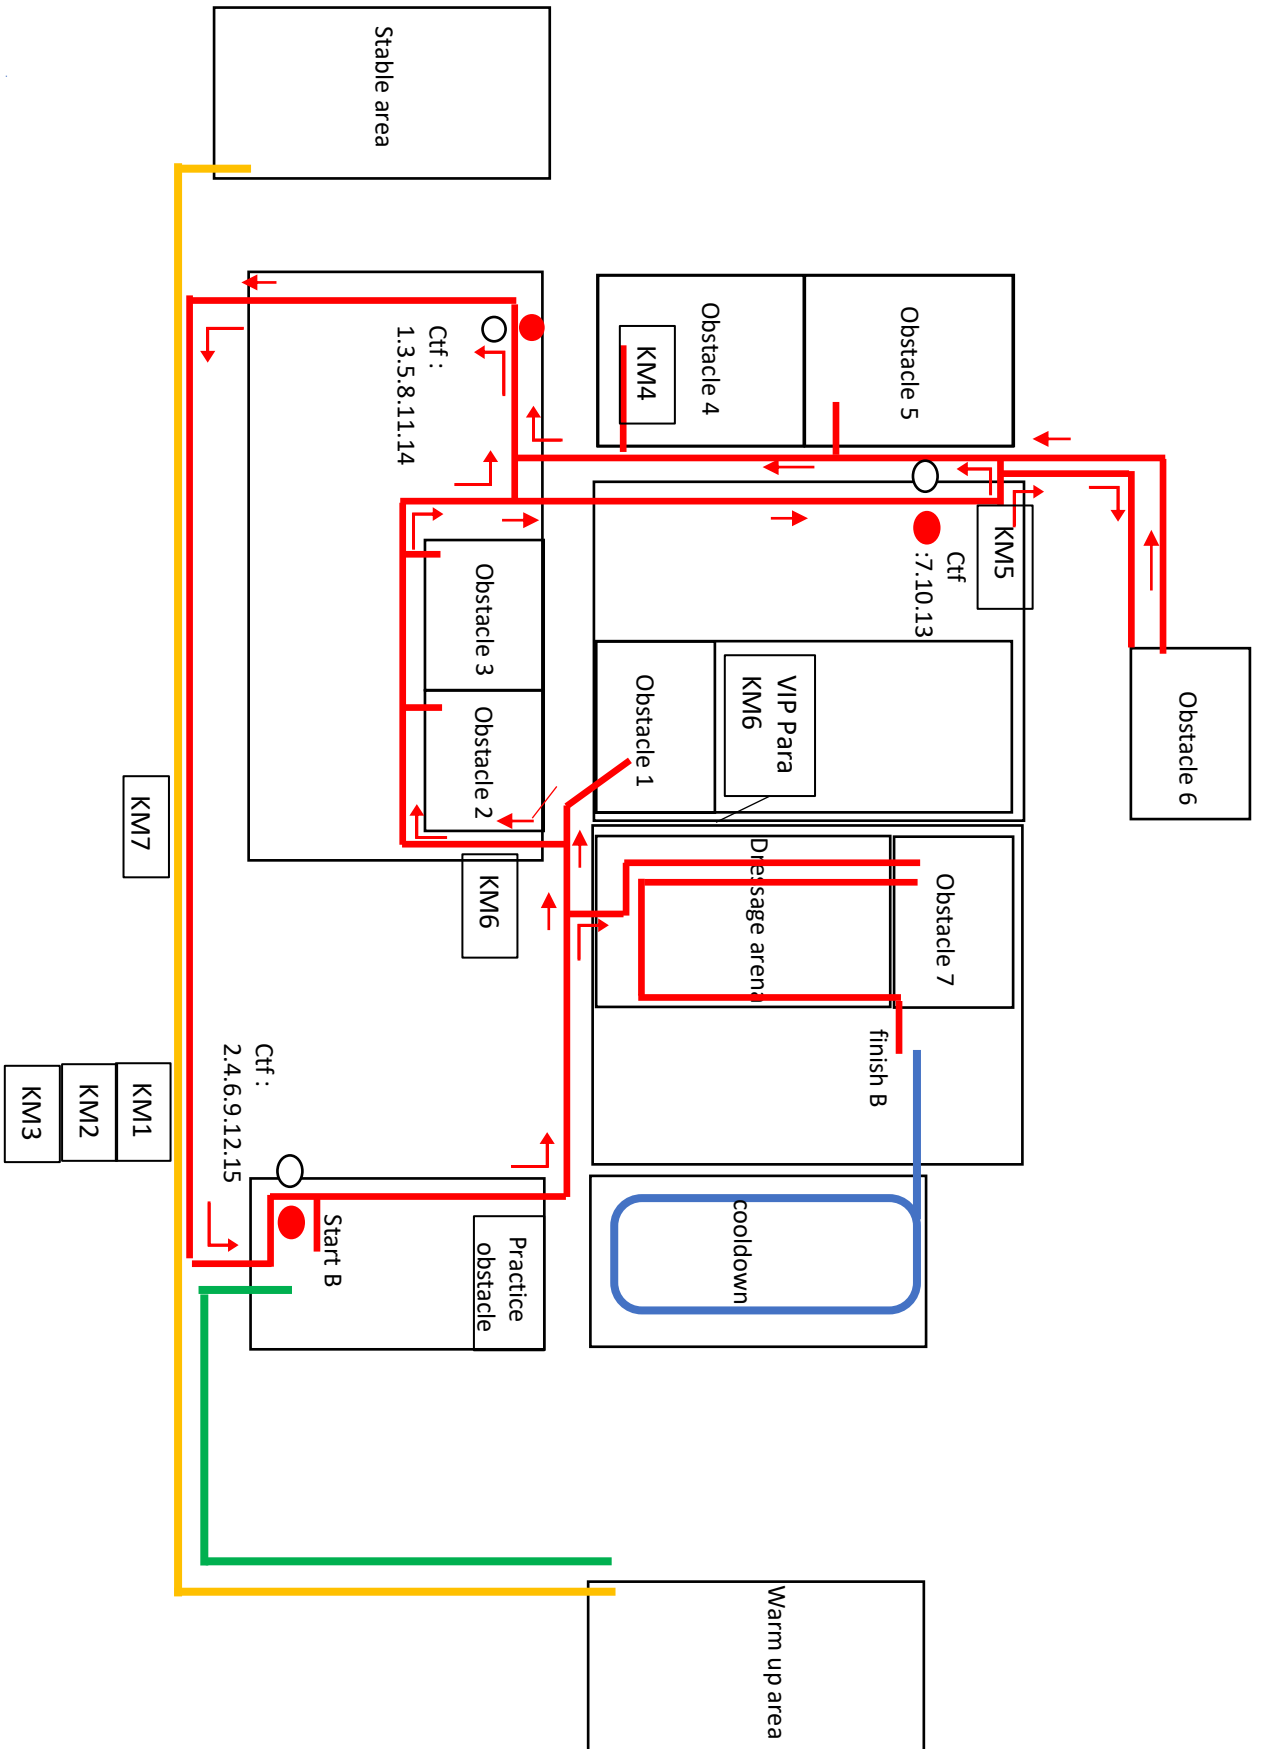 Stable area
Obstacle 4
KM4
Obstacle 5
Ctf :
1.3.5.8.11.14
KM5
Ctf
:7.10.13
Obstacle 6
Obstacle 3
Obstacle 2
Obstacle 1
VIP Para
KM6
KM7
KM6
Dressage arena
Obstacle 7
finish B
KM1
KM2
KM3
Ctf :
2.4.6.9.12.15
Start B
Practice
obstacle
cooldown
Warm up area